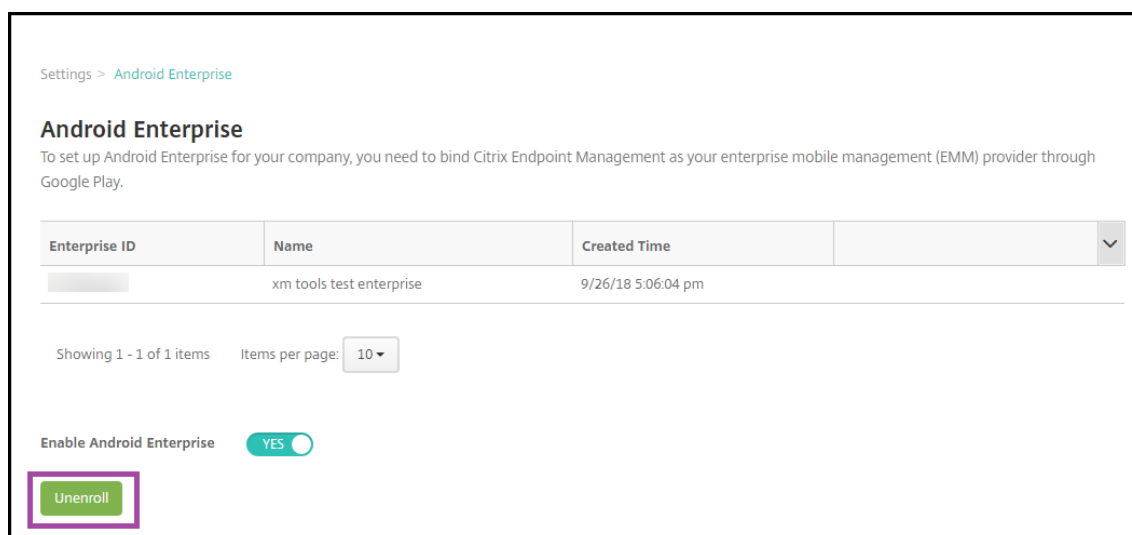 Settings > Android Enterprise
Android Enterprise
To set up Android Enterprise for your company, you need to bind Citrix Endpoint Management as your enterprise mobile management (EMM) provider through
Google Play.
Enterprise ID Name Created Time
xm tools test enterprise 9/26/18 5:06:04 pm
Showing 1 - 1 of 1 items Items per page: 10
Enable Android Enterprise YES
Unenroll